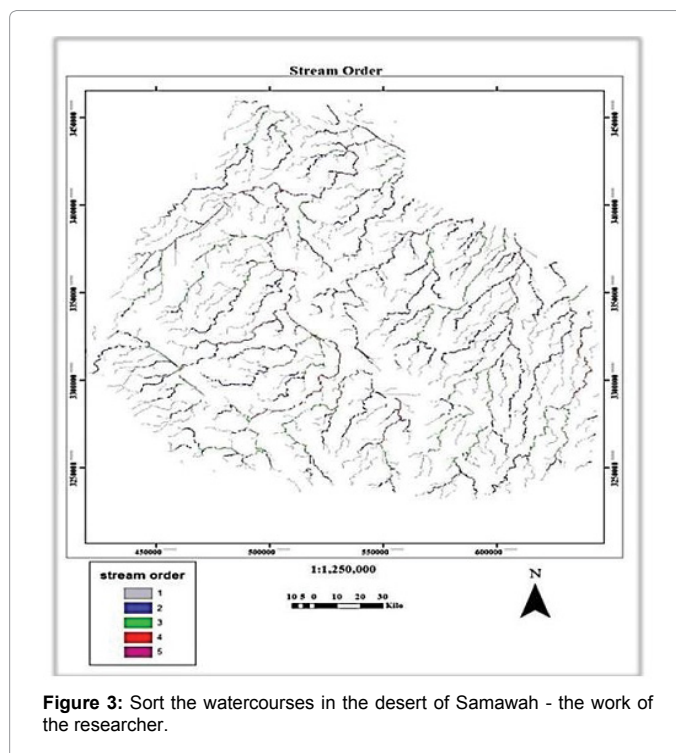 Stream Order
3450000 3450000
3400000 3400000
3350000 3350000
3300000 3300000
3250000 3250000
450000 500000 550000 600000
1:1,250,000
stream order
1
2
3
4
5
10 5 0 10 20 30
Kilo
N
Figure 3: Sort the watercourses in the desert of Samawah - the work of
the researcher.